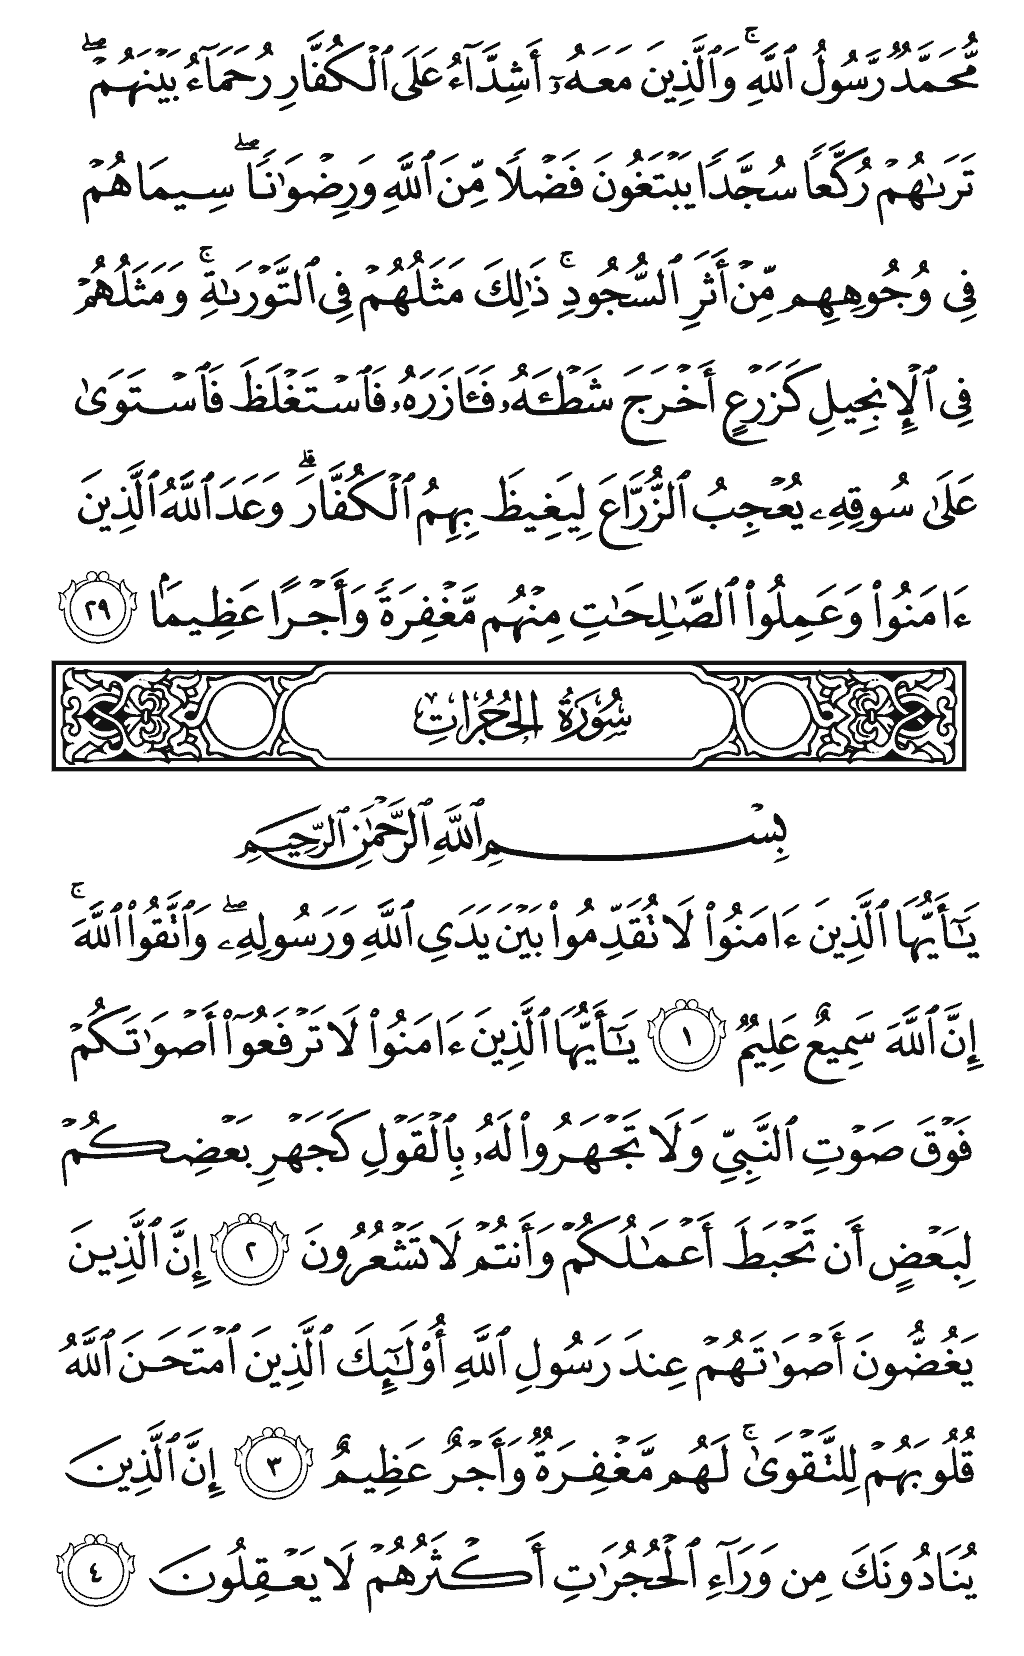 مُّحَمَّدٌ رَّسُولُ ٱللَّهِ ۚ وَٱلَّذِينَ مَعَهُۥٓ أَشِدَّآءُ عَلَى ٱلْكُفَّارِ رُحَمَآءُ بَيْنَهُمْ ۖ
تَرَىٰهُمْ رُكَّعًا سُجَّدًا يَبْتَغُونَ فَضْلًا مِّنَ ٱللَّهِ وَرِضْوَٰنًا ۖ سِيمَاهُمْ
فِى وُجُوهِهِم مِّنْ أَثَرِ ٱلسُّجُودِ ۚ ذَٰلِكَ مَثَلُهُمْ فِى ٱلتَّوْرَىٰةِ ۚ وَمَثَلُهُمْ
فِى ٱلْإِنجِيلِ كَزَرْعٍ أَخْرَجَ شَطْـَٔهُۥ فَـَٔازَرَهُۥ فَٱسْتَغْلَظَ فَٱسْتَوَىٰ
عَلَىٰ سُوقِهِۦ يُعْجِبُ ٱلزُّرَّاعَ لِيَغِيظَ بِهِمُ ٱلْكُفَّارَ ۗ وَعَدَ ٱللَّهُ ٱلَّذِينَ
ءَامَنُوا۟ وَعَمِلُوا۟ ٱلصَّـٰلِحَـٰتِ مِنْهُم مَّغْفِرَةً وَأَجْرًا عَظِيمًۢا ٢٩
سُورَةُ الحُجُرَاتِ
بِسْمِ ٱللَّهِ ٱلرَّحْمَـٰنِ ٱلرَّحِيمِ
يَـٰٓأَيُّهَا ٱلَّذِينَ ءَامَنُوا۟ لَا تُقَدِّمُوا۟ بَيْنَ يَدَىِ ٱللَّهِ وَرَسُولِهِۦ ۖ وَٱتَّقُوا۟ ٱللَّهَ ۚ
إِنَّ ٱللَّهَ سَمِيعٌ عَلِيمٌ ١ يَـٰٓأَيُّهَا ٱلَّذِينَ ءَامَنُوا۟ لَا تَرْفَعُوٓا۟ أَصْوَٰتَكُمْ
فَوْقَ صَوْتِ ٱلنَّبِىِّ وَلَا تَجْهَرُوا۟ لَهُۥ بِٱلْقَوْلِ كَجَهْرِ بَعْضِكُمْ
لِبَعْضٍ أَن تَحْبَطَ أَعْمَـٰلُكُمْ وَأَنتُمْ لَا تَشْعُرُونَ ٢ إِنَّ ٱلَّذِينَ
يَغُضُّونَ أَصْوَٰتَهُمْ عِندَ رَسُولِ ٱللَّهِ أُو۟لَـٰٓئِكَ ٱلَّذِينَ ٱمْتَحَنَ ٱللَّهُ
قُلُوبَهُمْ لِلتَّقْوَىٰ ۚ لَهُم مَّغْفِرَةٌ وَأَجْرٌ عَظِيمٌ ٣ إِنَّ ٱلَّذِينَ
يُنَادُونَكَ مِن وَرَآءِ ٱلْحُجُرَٰتِ أَكْثَرُهُمْ لَا يَعْقِلُونَ ٤